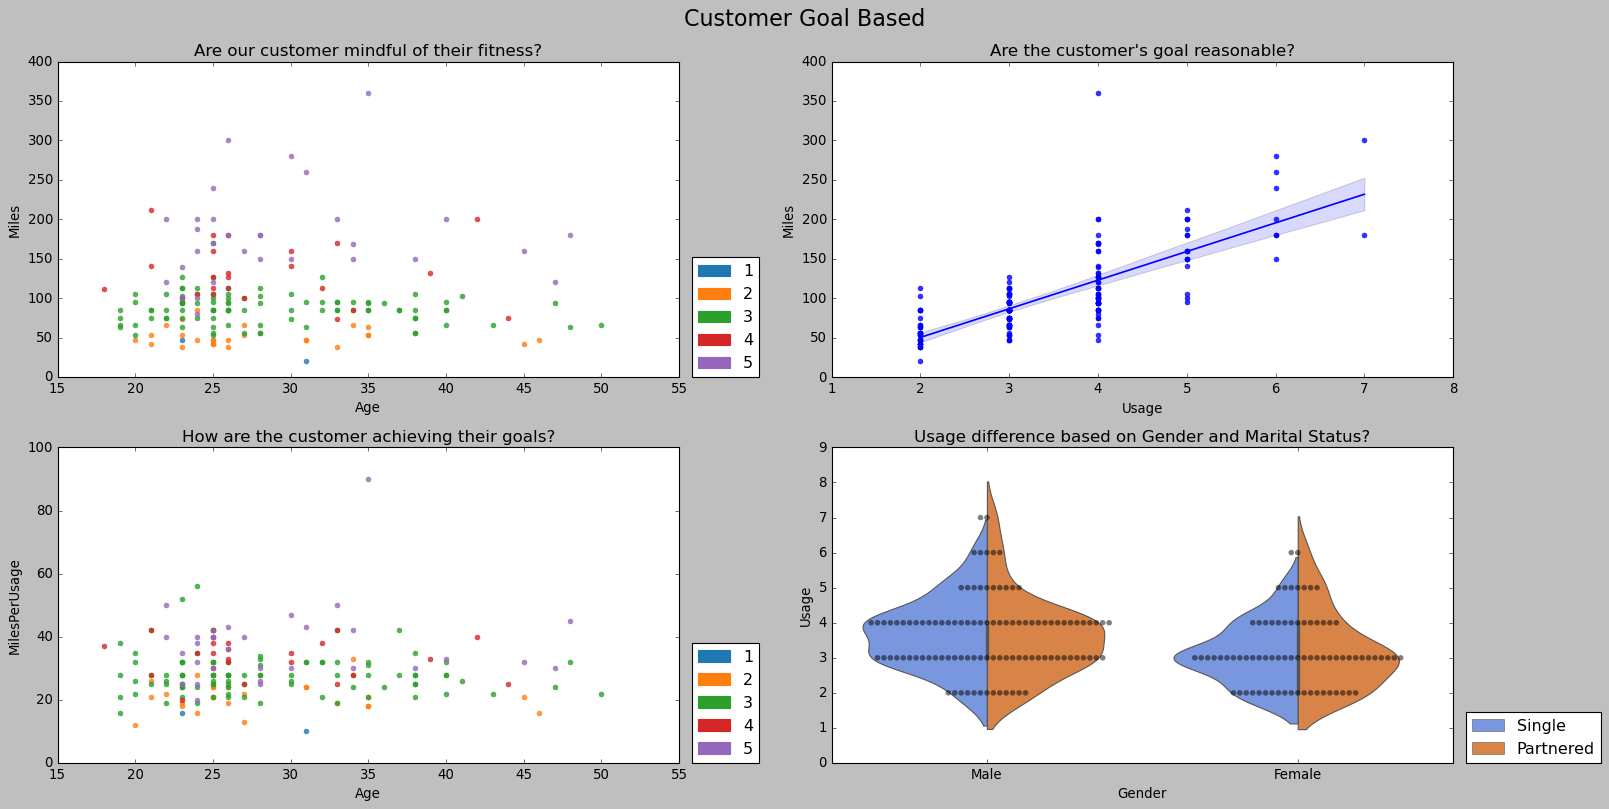 Customer Goal Based
Are our customer mindful of their fitness?
400
350
300
250
200
150
100
50
0
Miles
15 20 25 30 35 40 45 50 55
Age
1
2
3
4
5
Are the customer's goal reasonable?
400
350
300
250
200
150
100
50
0
Miles
1 2 3 4 5 6 7 8
Usage
How are the customer achieving their goals?
100
80
60
40
20
0
MilesPerUsage
15 20 25 30 35 40 45 50 55
Age
1
2
3
4
5
Usage difference based on Gender and Marital Status?
9
8
7
6
5
4
3
2
1
0
Usage
Male Female
Gender
Single
Partnered